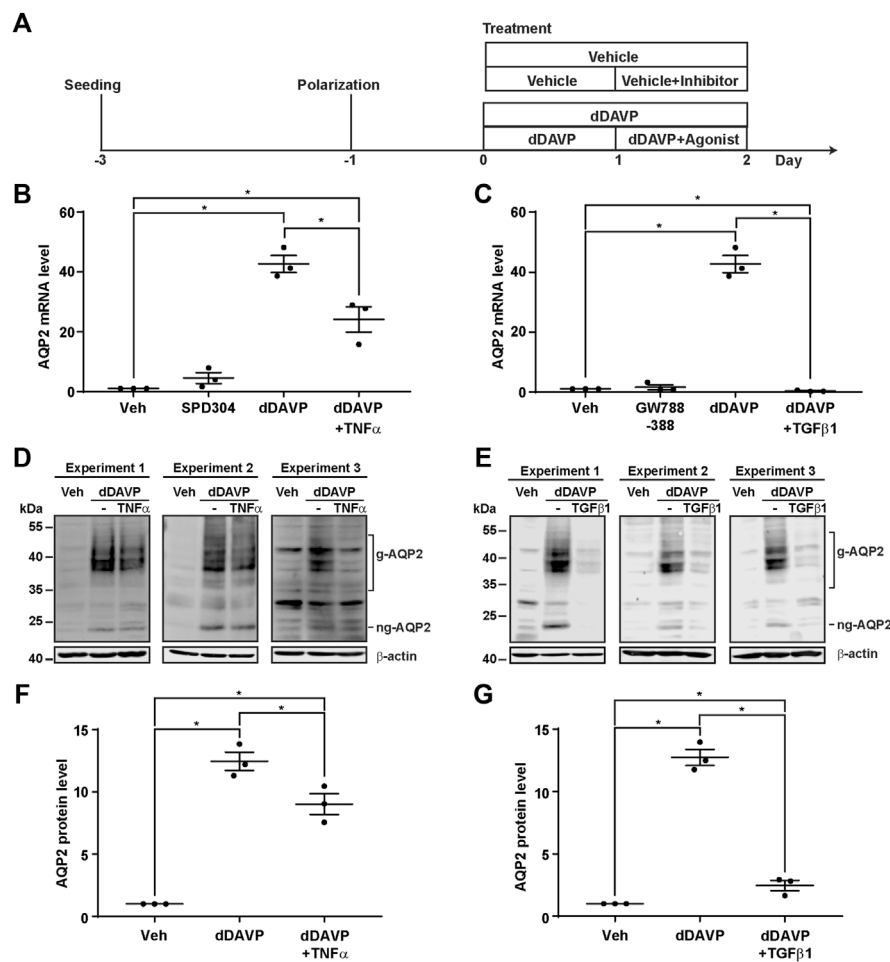 A
Treatment
Vehicle
Seeding
Polarization
Vehicle
Vehicle+Inhibitor
dDAVP
dDAVP
dDAVP+Agonist
-3
-1
0
1
2
Day
B
*
*
*
AQP2 mRNA level
60
40
20
0
Veh
SPD304
dDAVP
dDAVP
+TNFα
C
*
*
*
AQP2 mRNA level
60
40
20
0
Veh
GW788
-388
dDAVP
dDAVP
+TGFβ1
D
Experiment 1
Experiment 2
Experiment 3
Veh
dDAVP
Veh
dDAVP
Veh
dDAVP
kDa
-
TNFα
-
TNFα
-
TNFα
55
40
35
25
40
g-AQP2
ng-AQP2
β-actin
E
Experiment 1
Experiment 2
Experiment 3
Veh
dDAVP
Veh
dDAVP
Veh
dDAVP
kDa
-
TGFβ1
-
TGFβ1
-
TGFβ1
55
40
35
25
40
g-AQP2
ng-AQP2
β-actin
F
*
*
*
AQP2 protein level
15
10
5
0
Veh
dDAVP
dDAVP
+TNFα
G
*
*
*
AQP2 protein level
15
10
5
0
Veh
dDAVP
dDAVP
+TGFβ1